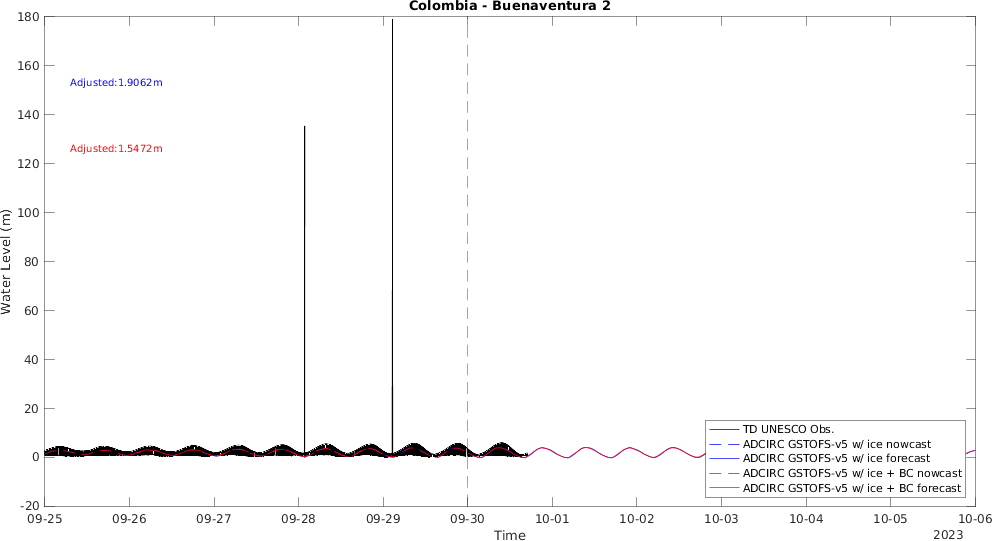 Colombia - Buenaventura 2
180
160
140
120
100
80
60
40
20
0
-20
Water Level (m)
Adjusted:1.9062m
Adjusted:1.5472m
TD UNESCO Obs.
ADCIRC GSTOFS-v5 w/ ice nowcast
ADCIRC GSTOFS-v5 w/ ice forecast
ADCIRC GSTOFS-v5 w/ ice + BC nowcast
ADCIRC GSTOFS-v5 w/ ice + BC forecast
09-25 09-26 09-27 09-28 09-29 09-30 10-01 10-02 10-03 10-04 10-05 10-06
Time
2023